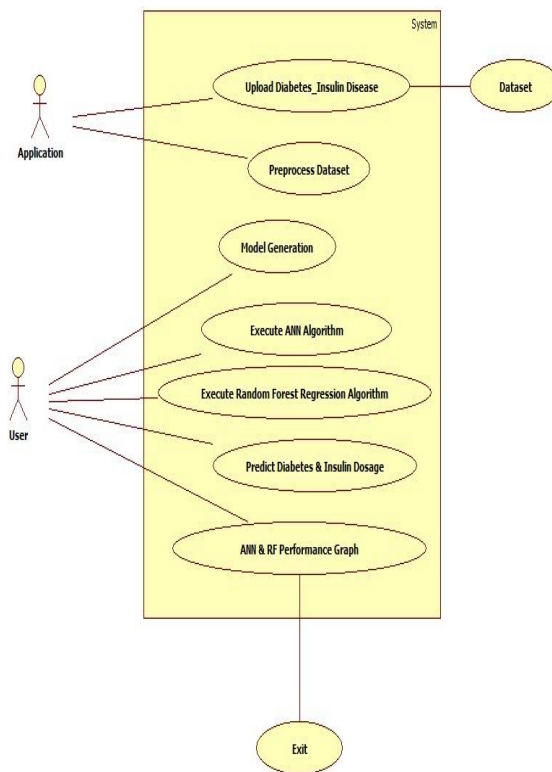 System
Upload Diabetes_Insulin Disease
Dataset
Application
Preprocess Dataset
Model Generation
Execute ANN Algorithm
Execute Random Forest Regression Algorithm
User
Predict Diabetes & Insulin Dosage
ANN & RF Performance Graph
Exit